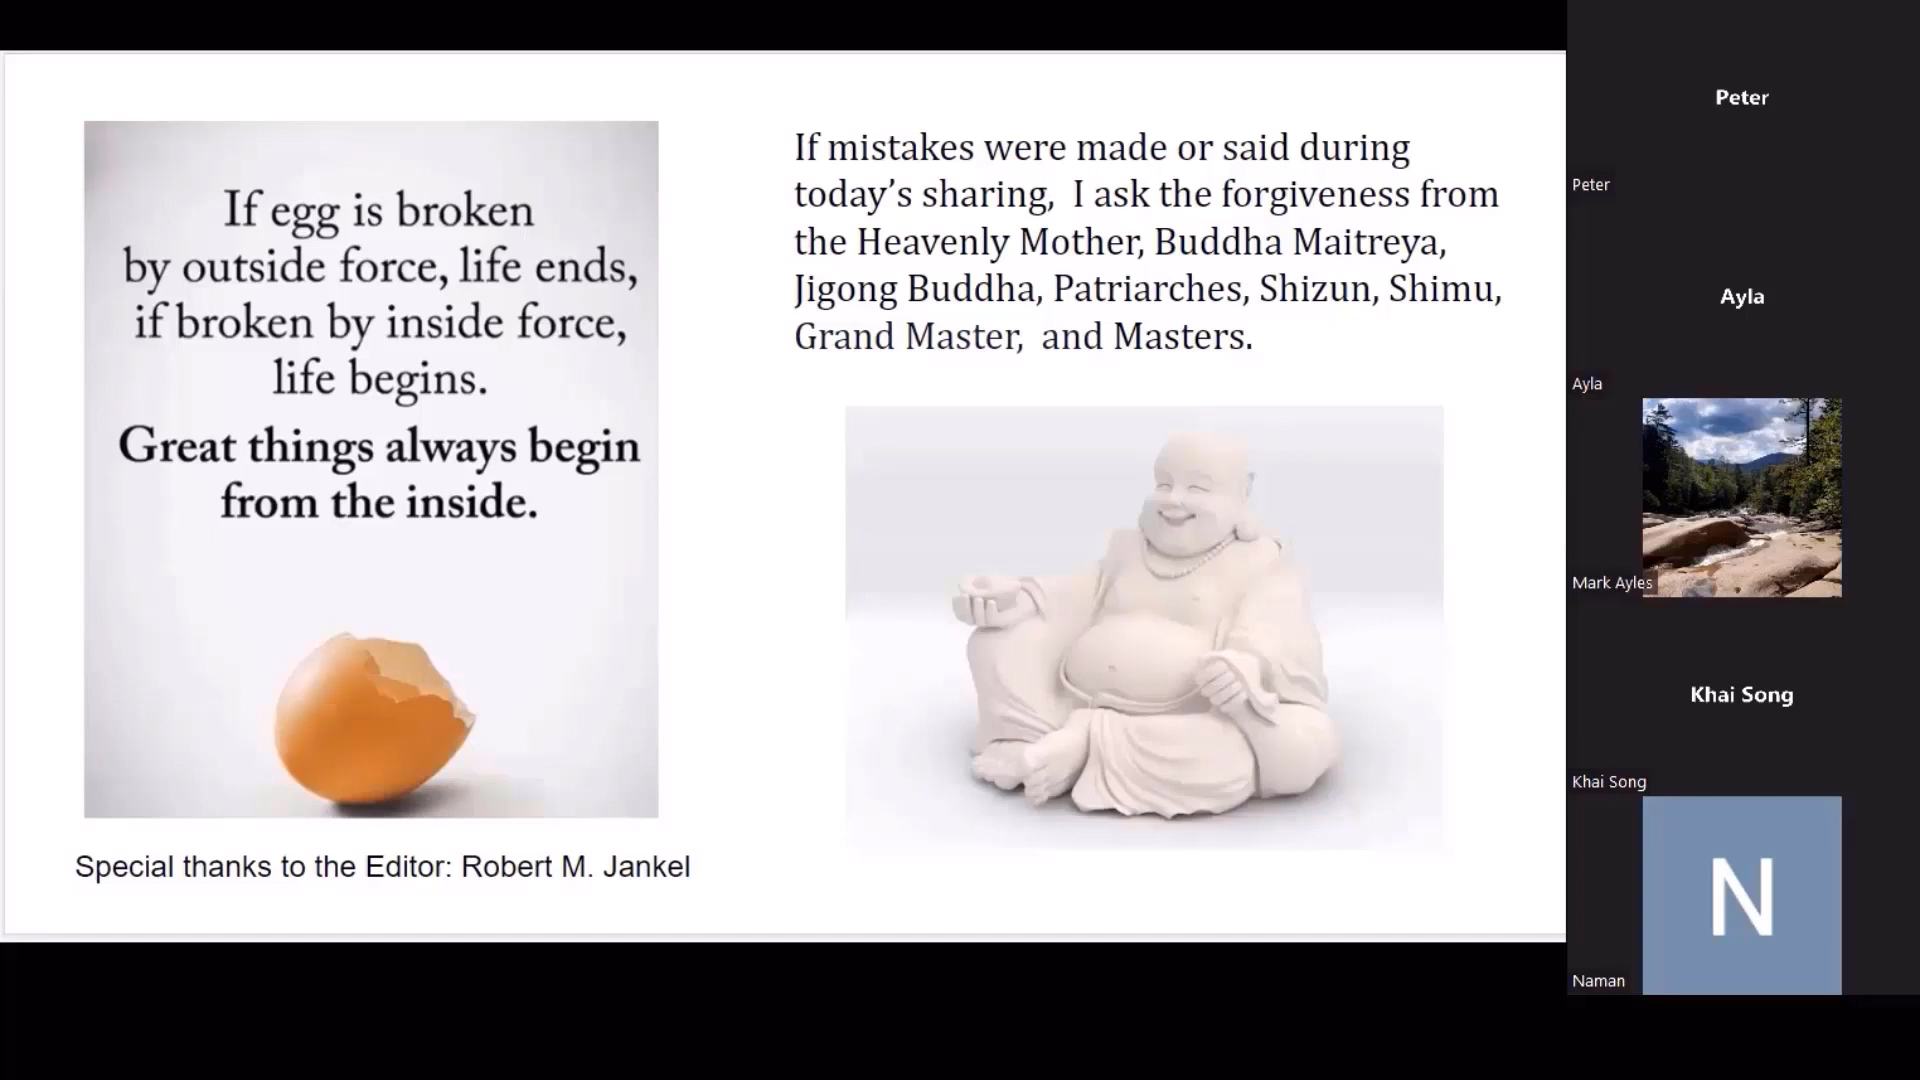 If egg is broken
by outside force, life ends,
if broken by inside force,
life begins.
Great things always begin
from the inside.
Special thanks to the Editor: Robert M. Jankel
If mistakes were made or said during
today’s sharing,  I ask the forgiveness from
the Heavenly Mother, Buddha Maitreya,
Jigong Buddha, Patriarches, Shizun, Shimu,
Grand Master,  and Masters.
Peter
Peter
Ayla
Ayla
Mark Ayles
Khai Song
Khai Song
N
Naman